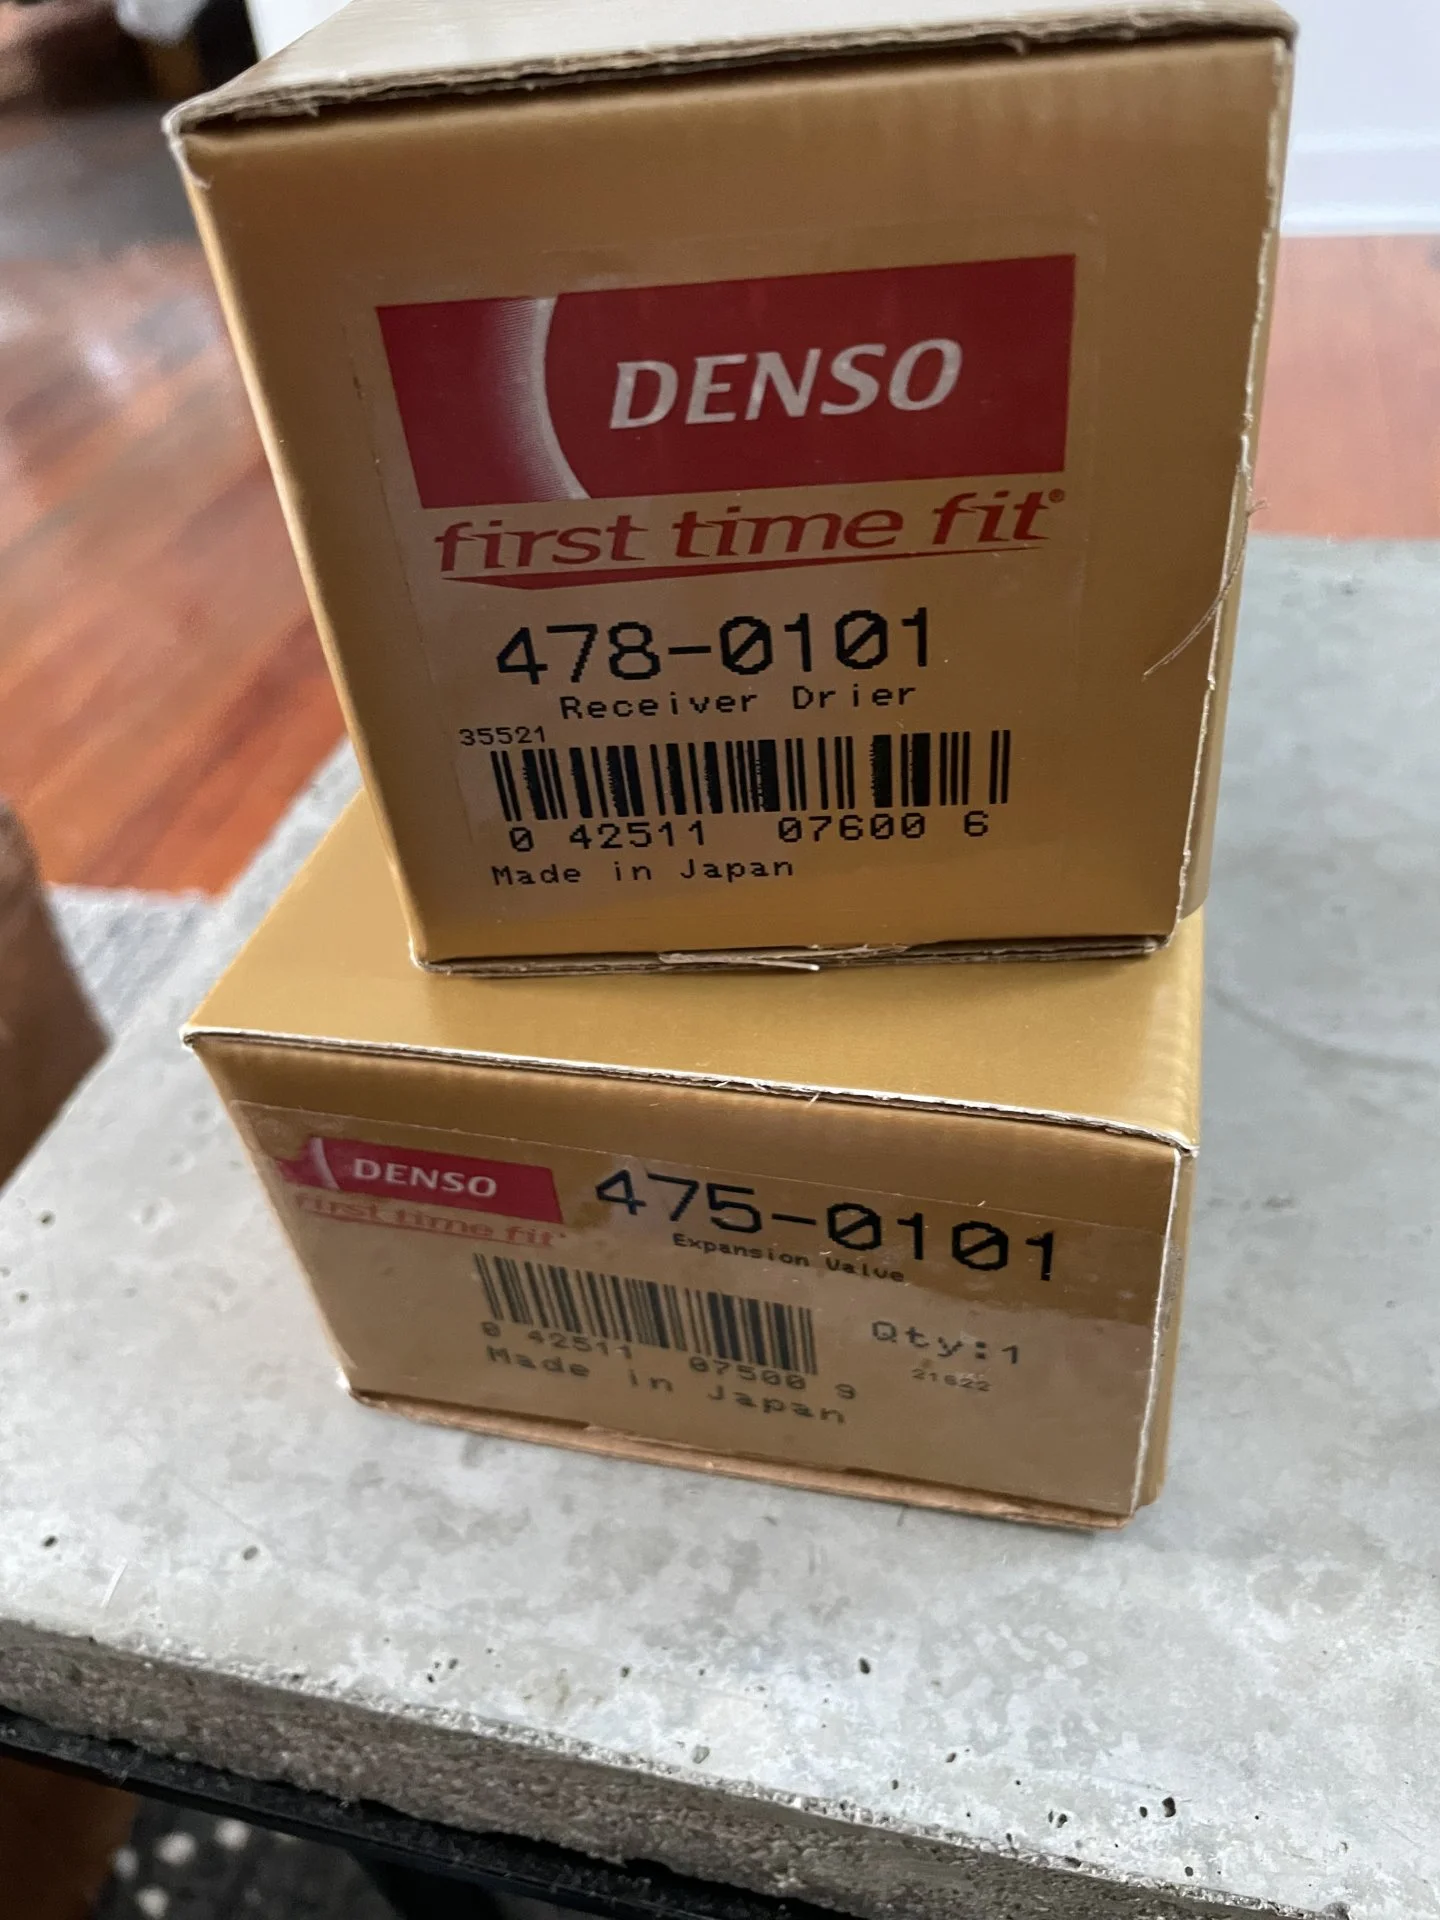 DENSO
first time fit®
478-0101
Receiver Drier
35521
0 42511 07600 6
Made in Japan
DENSO
first time fit®
475-0101
Expansion Valve
0 42511 07500 9
Qty:1
21622
Made in Japan